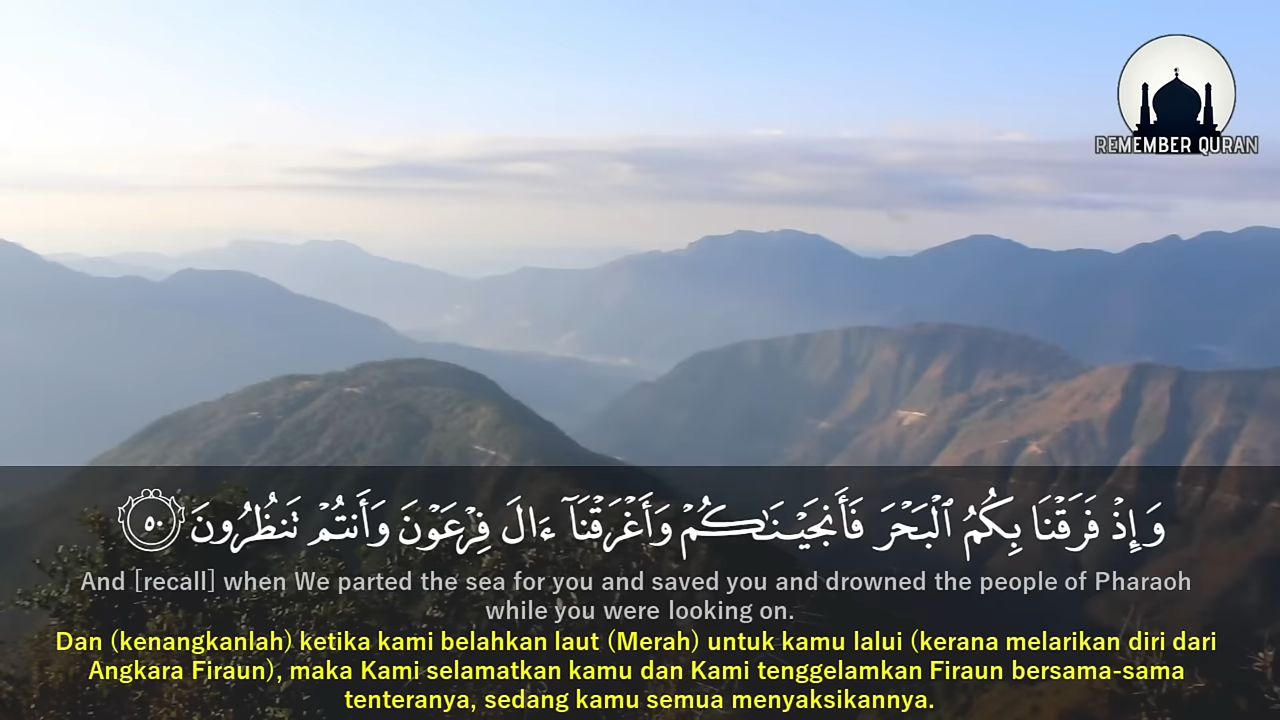 REMEMBER QURAN
وَإِذْ فَرَقْنَا بِكُمُ ٱلْبَحْرَ فَأَنجَيْنَـٰكُمْ وَأَغْرَقْنَآ ءَالَ فِرْعَوْنَ وَأَنتُمْ تَنظُرُونَ ٥٠
And [recall] when We parted the sea for you and saved you and drowned the people of Pharaoh
while you were looking on.
Dan (kenangkanlah) ketika kami belahkan laut (Merah) untuk kamu lalui (kerana melarikan diri dari
Angkara Firaun), maka Kami selamatkan kamu dan Kami tenggelamkan Firaun bersama-sama
tenteranya, sedang kamu semua menyaksikannya.